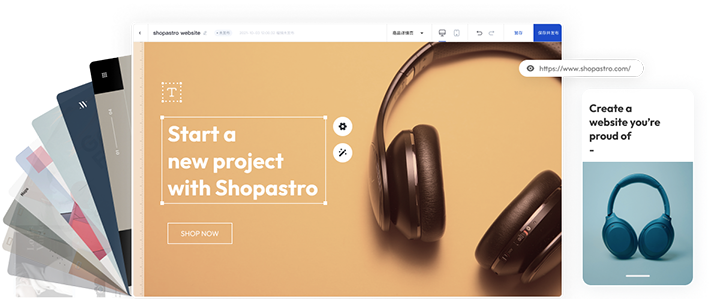 shopastro website
商品详情页
暂存
保存并发布
https://www.shopastro.com/
T
Start a
new project
with Shopastro
SHOP NOW
Create a
website you're
proud of
-